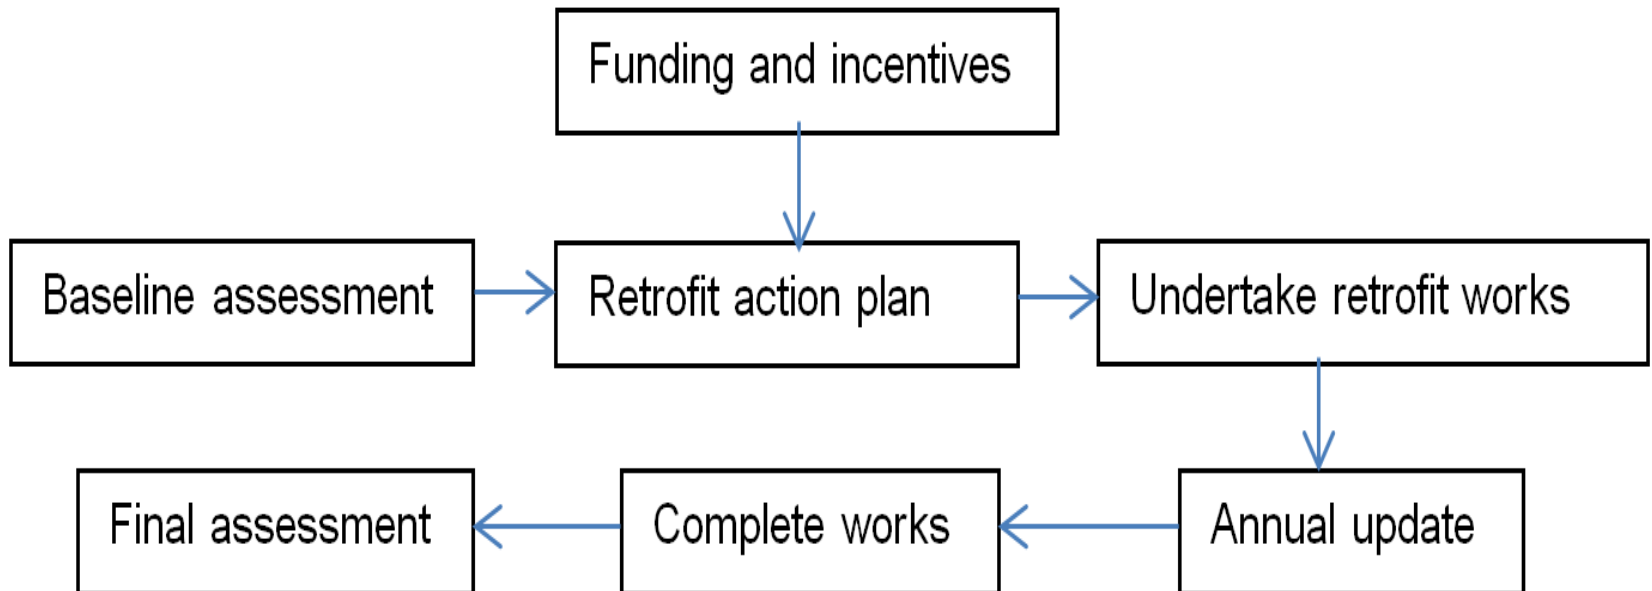 Funding and incentives
Baseline assessment
Retrofit action plan
Undertake retrofit works
Final assessment
Complete works
Annual update